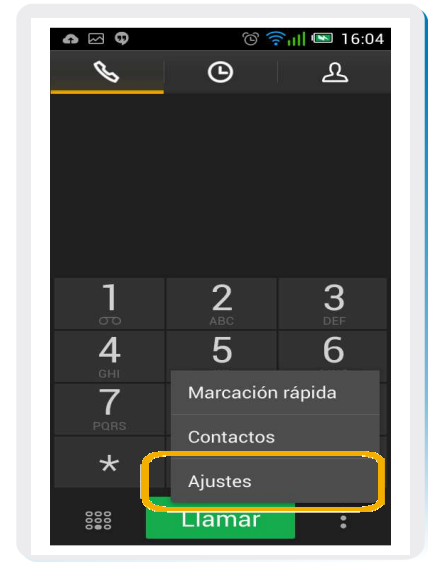 16:04
1
2
ABC
3
DEF
4
GHI
5
6
Marcación rápida
7
PQRS
Contactos
*
Ajustes
Llamar